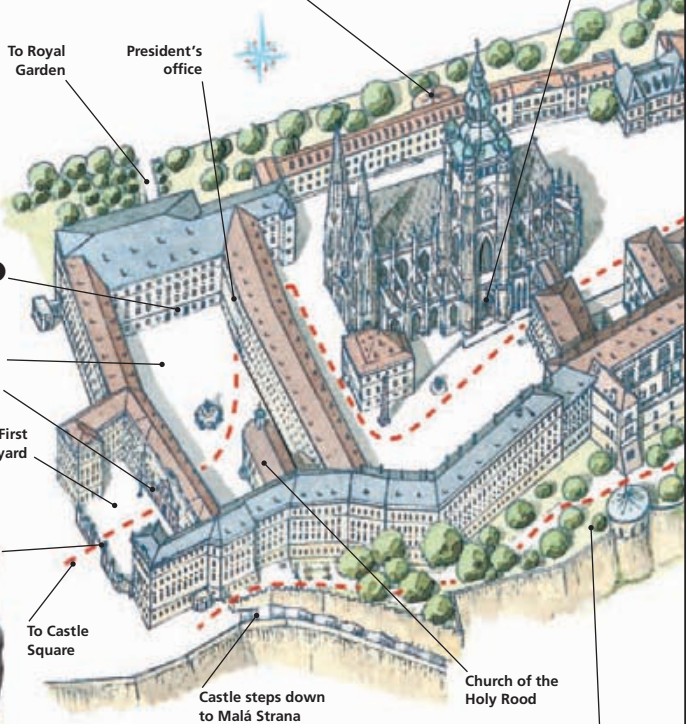 To Royal
Garden
President's
office
First
yard
To Castle
Square
Castle steps down
to Malá Strana
Church of the
Holy Rood